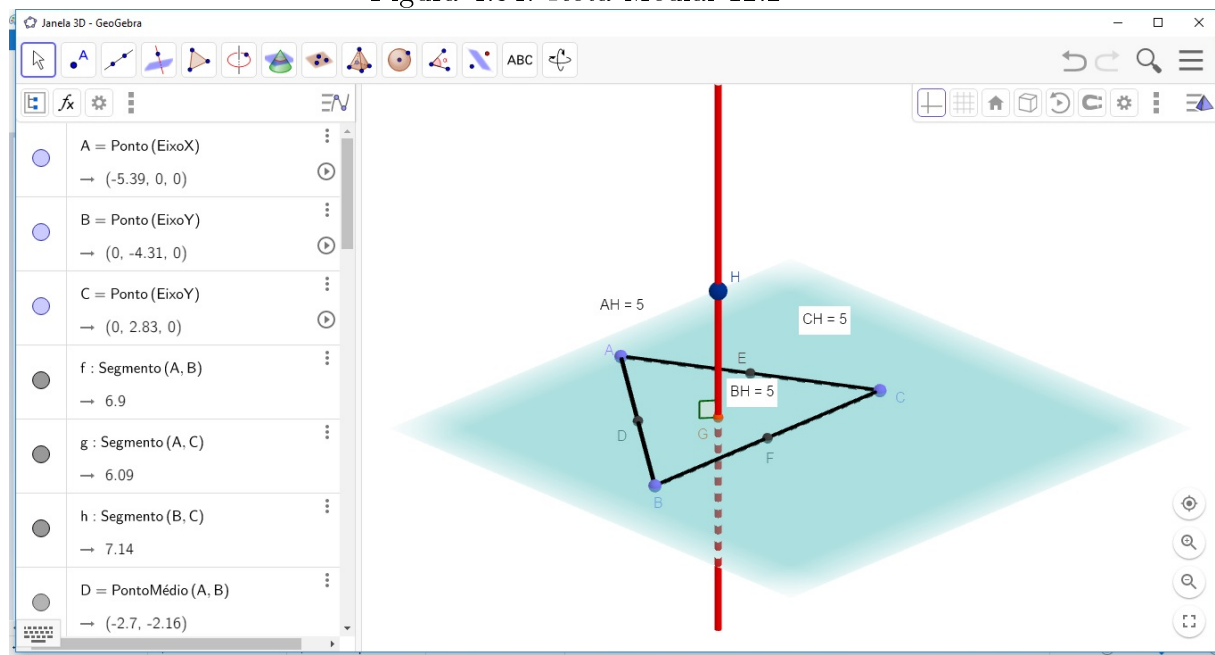 Janela 3D - GeoGebra
A
ABC
fx
A = Ponto (EixoX)
→ (-5.39, 0, 0)
B = Ponto (EixoY)
→ (0, -4.31, 0)
C = Ponto (EixoY)
→ (0, 2.83, 0)
f : Segmento (A, B)
→ 6.9
g : Segmento (A, C)
→ 6.09
h : Segmento (B, C)
→ 7.14
D = PontoMédio (A, B)
→ (-2.7, -2.16)
H
AH = 5
CH = 5
A
E
BH = 5
C
D
G
F
B